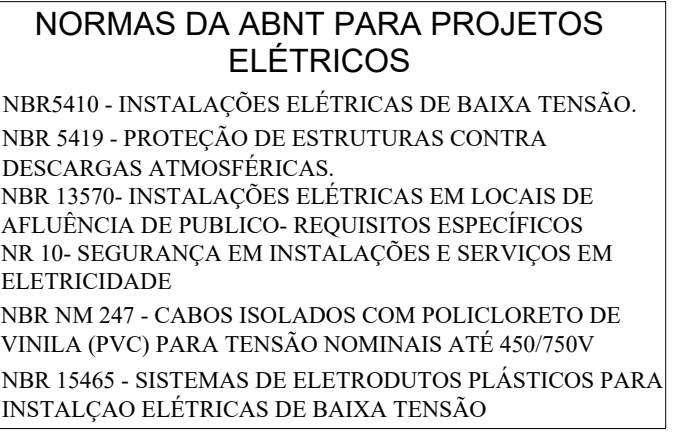 NORMAS DA ABNT PARA PROJETOS
ELÉTRICOS
NBR5410 - INSTALAÇÕES ELÉTRICAS DE BAIXA TENSÃO.
NBR 5419 - PROTEÇÃO DE ESTRUTURAS CONTRA
DESCARGAS ATMOSFÉRICAS.
NBR 13570- INSTALAÇÕES ELÉTRICAS EM LOCAIS DE
AFLUÊNCIA DE PUBLICO- REQUISITOS ESPECÍFICOS
NR 10- SEGURANÇA EM INSTALAÇÕES E SERVIÇOS EM
ELETRICIDADE
NBR NM 247 - CABOS ISOLADOS COM POLICLORETO DE
VINILA (PVC) PARA TENSÃO NOMINAIS ATÉ 450/750V
NBR 15465 - SISTEMAS DE ELETRODUTOS PLÁSTICOS PARA
INSTALÇAO ELÉTRICAS DE BAIXA TENSÃO